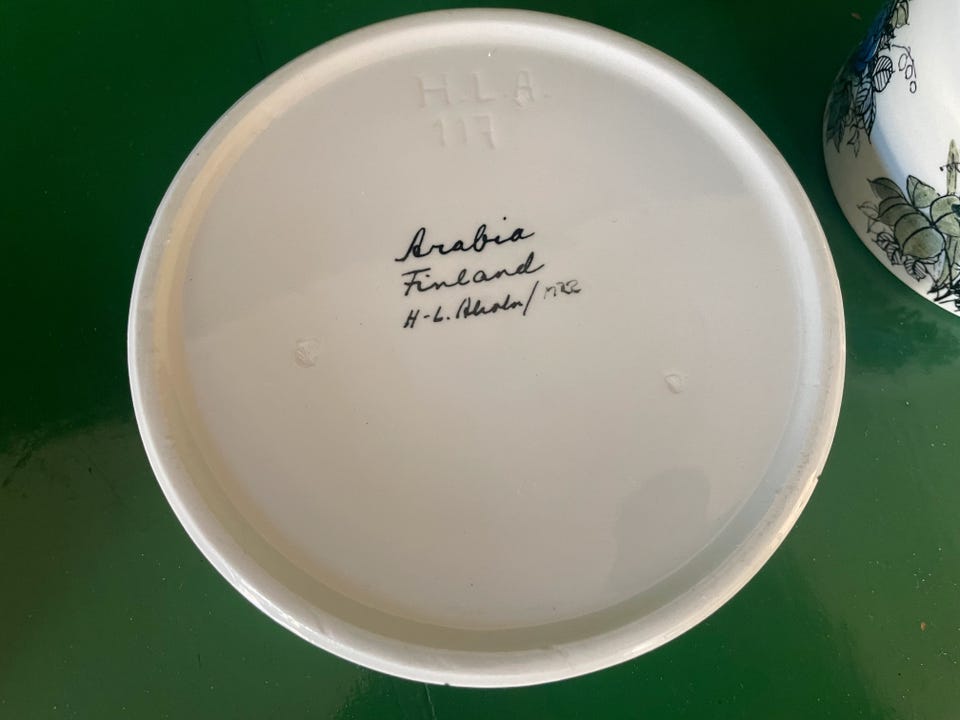 H.L.A.
117
Arabia
Finland
H-L. Ahola/